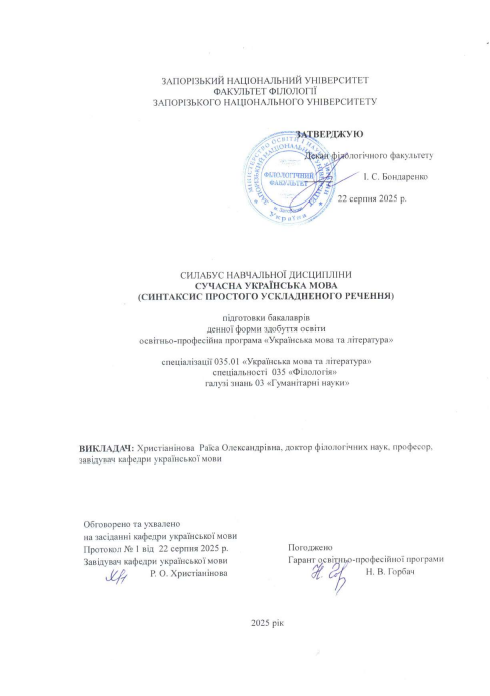 ЗАПОРІЗЬКИЙ НАЦІОНАЛЬНИЙ УНІВЕРСИТЕТ
ФАКУЛЬТЕТ ФІЛОЛОГІЇ
ЗАПОРІЗЬКОГО НАЦІОНАЛЬНОГО УНІВЕРСИТЕТУ
ЗАТВЕРДЖУЮ
Декан філологічного факультету
ФІЛОЛОГІЧНИЙ
ФАКУЛЬТЕТ
Україна
І. С. Бондаренко
22 серпня 2025 р.
СИЛАБУС НАВЧАЛЬНОЇ ДИСЦИПЛІНИ
СУЧАСНА УКРАЇНСЬКА МОВА
(СИНТАКСИС ПРОСТОГО УСКЛАДНЕНОГО РЕЧЕННЯ)
підготовки бакалаврів
денної форми здобуття освіти
освітньо-професійна програма «Українська мова та література»
спеціалізації 035.01 «Українська мова та література»
спеціальності 035 «Філологія»
галузі знань 03 «Гуманітарні науки»
ВИКЛАДАЧ: Христіанінова Раїса Олександрівна, доктор філологічних наук, професор,
завідувач кафедри української мови
Обговорено та ухвалено
на засіданні кафедри української мови
Протокол № 1 від 22 серпня 2025 р.
Завідувач кафедри української мови
Р. О. Христіанінова
Погоджено
Гарант освітньо-професійної програми
Н. В. Горбач
2025 рік